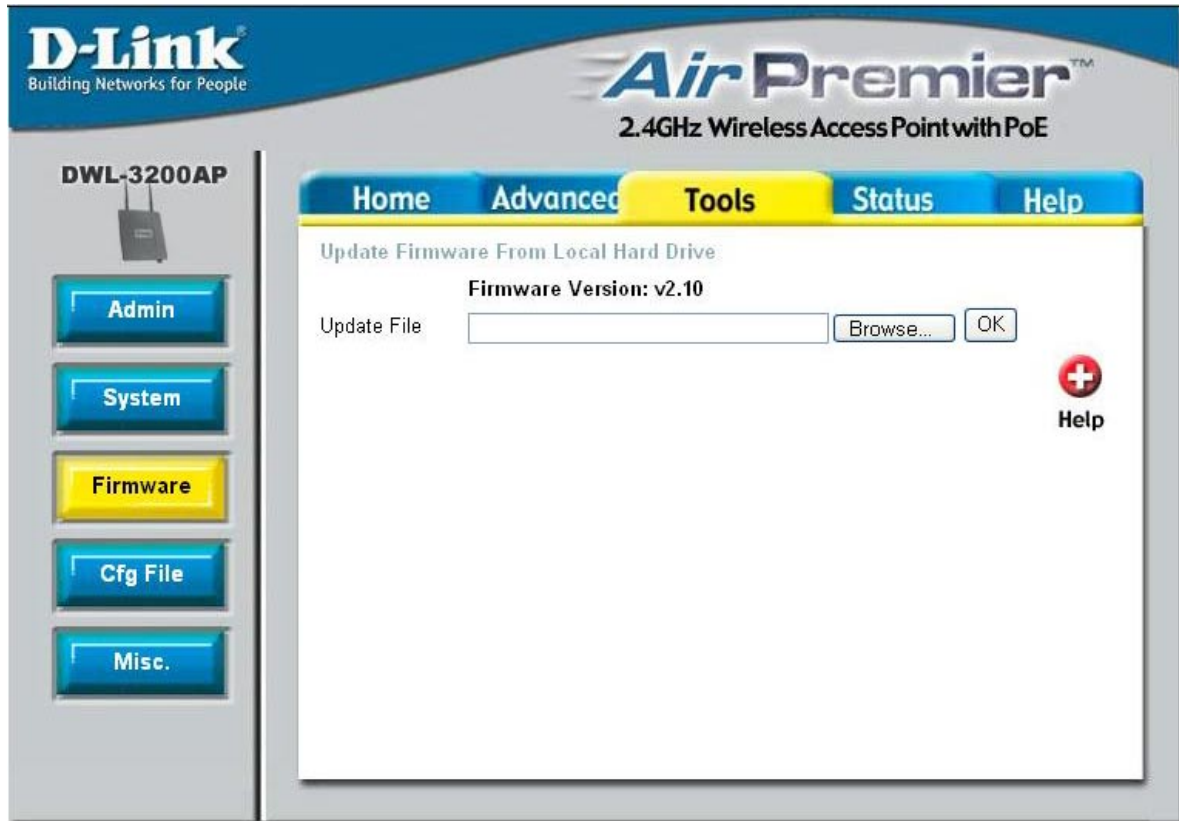 D-Link®
Building Networks for People
Air Premier™
2.4GHz Wireless Access Point with PoE
DWL-3200AP
Home Advanced Tools Status Help
Admin
System
Firmware
Cfg File
Misc.
Update Firmware From Local Hard Drive
Firmware Version: v2.10
Update File Browse... OK
Help